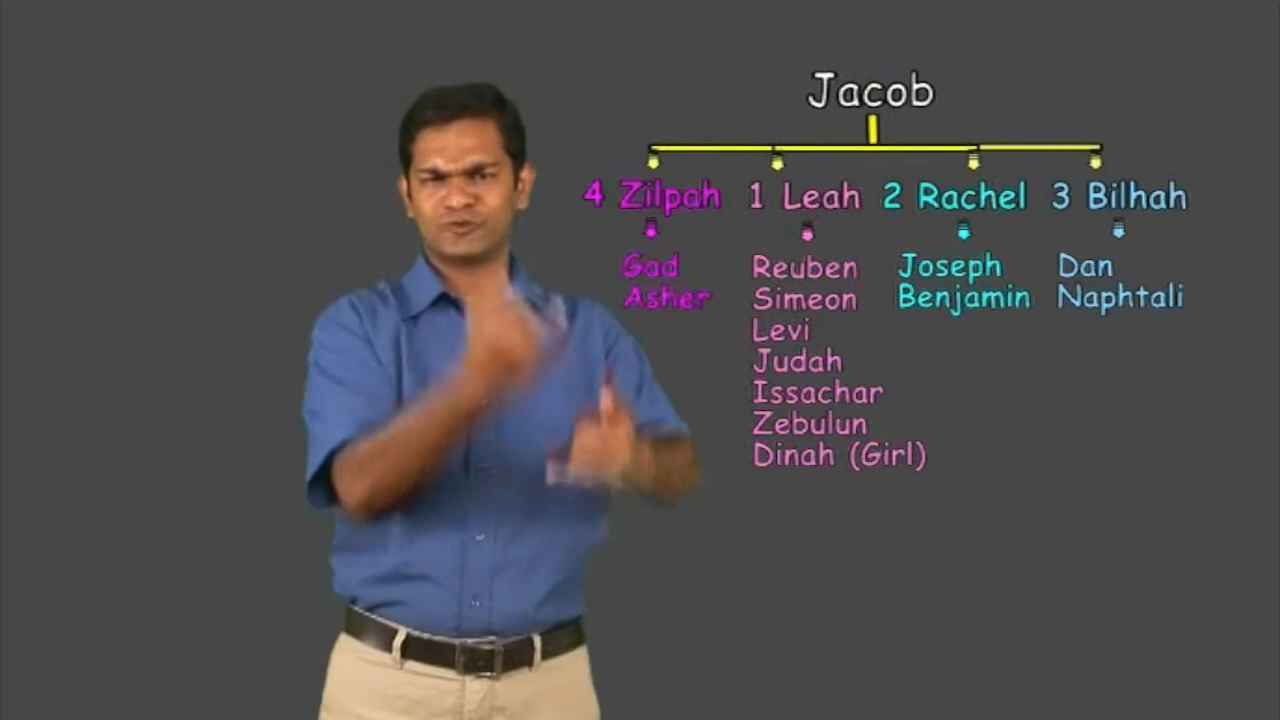 Jacob
4 Zilpah 1 Leah 2 Rachel 3 Bilhah
Gad Reuben Joseph Dan
Asher Simeon Benjamin Naphtali
Levi
Judah
Issachar
Zebulun
Dinah (Girl)